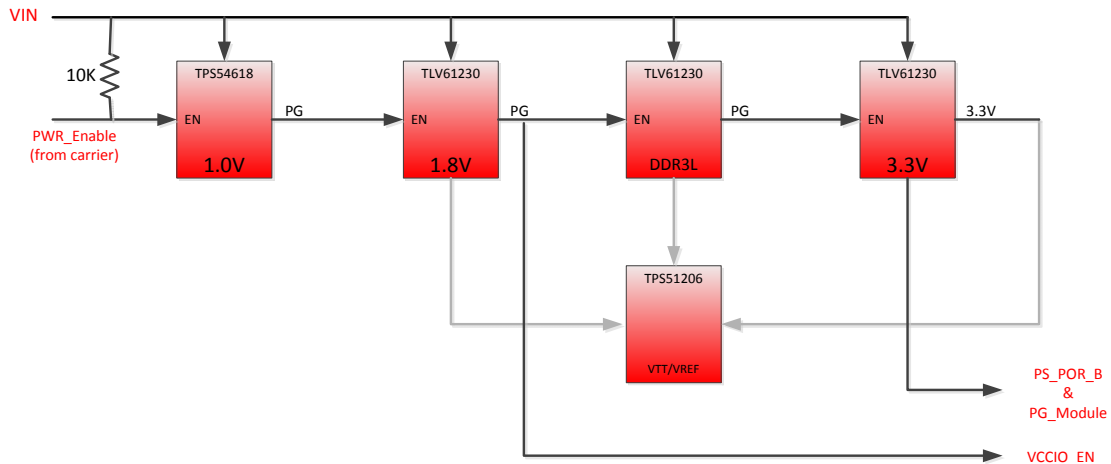 VIN
10K
PWR_Enable
(from carrier)
TPS54618
EN
1.0V
PG
TLV61230
EN
1.8V
PG
TLV61230
EN
DDR3L
PG
TLV61230
EN
3.3V
3.3V
TPS51206
VTT/VREF
PS_POR_B
&
PG_Module
VCCIO_EN